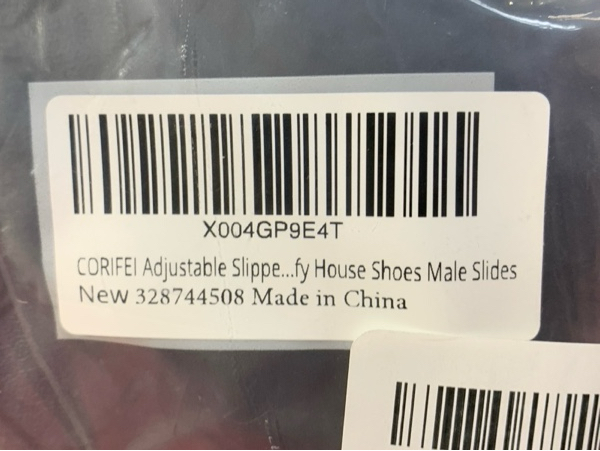 X004GP9E4T
CORIFEI Adjustable Slippe...fy House Shoes Male Slides
New 328744508 Made in China